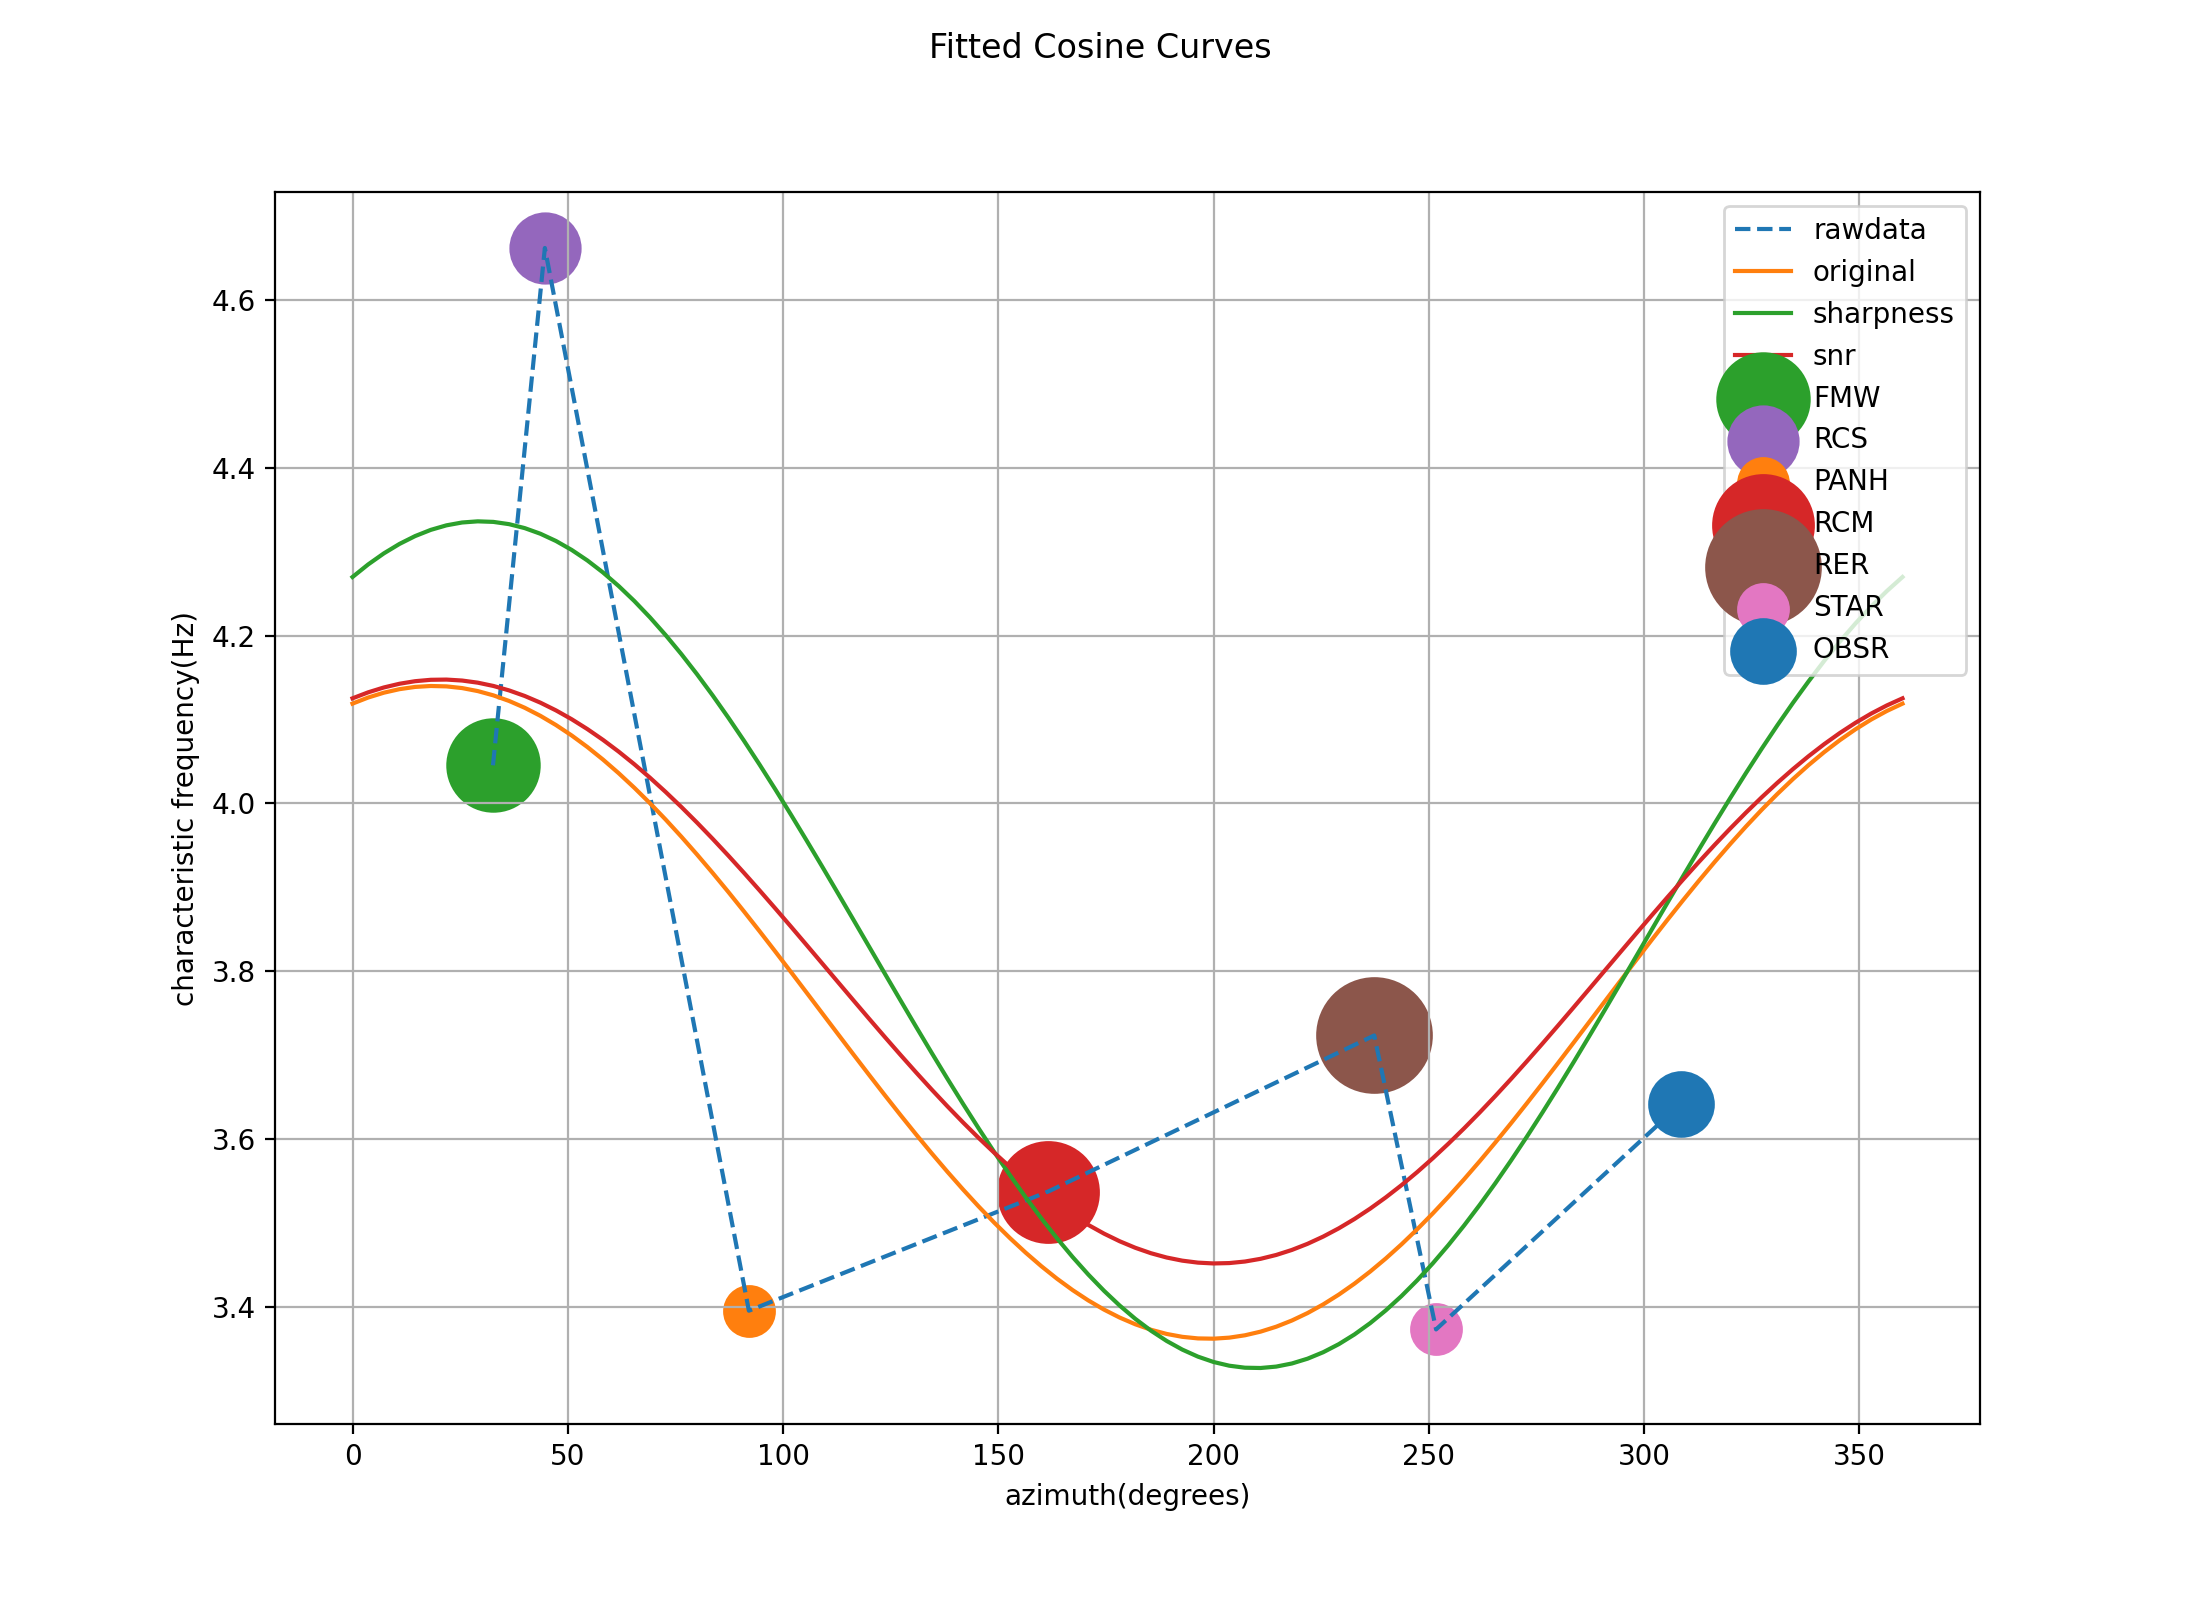 Fitted Cosine Curves
rawdata
original
sharpness
snr
FMW
RCS
PANH
RCM
RER
STAR
OBSR
4.6
4.4
4.2
4.0
3.8
3.6
3.4
characteristic frequency(Hz)
0 50 100 150 200 250 300 350
azimuth(degrees)